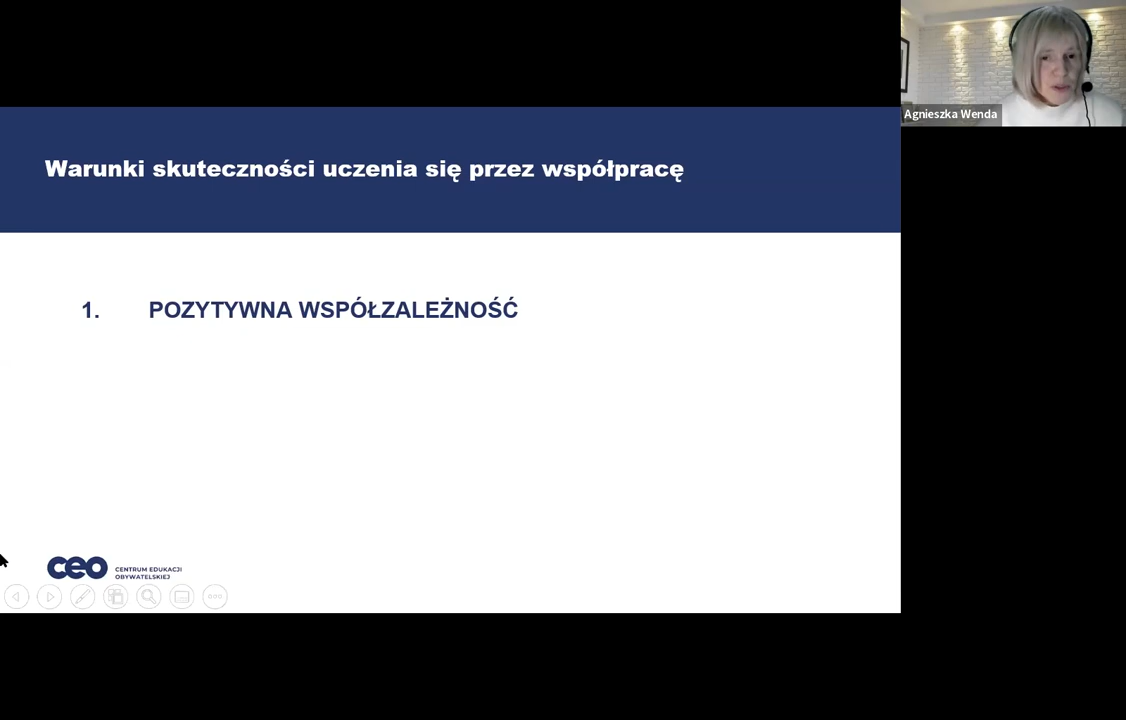 Agnieszka Wenda
Warunki skuteczności uczenia się przez współpracę
1. POZYTYWNA WSPÓŁZALEŻNOŚĆ
ceo CENTRUM EDUKACJI
OBYWATELSKIEJ